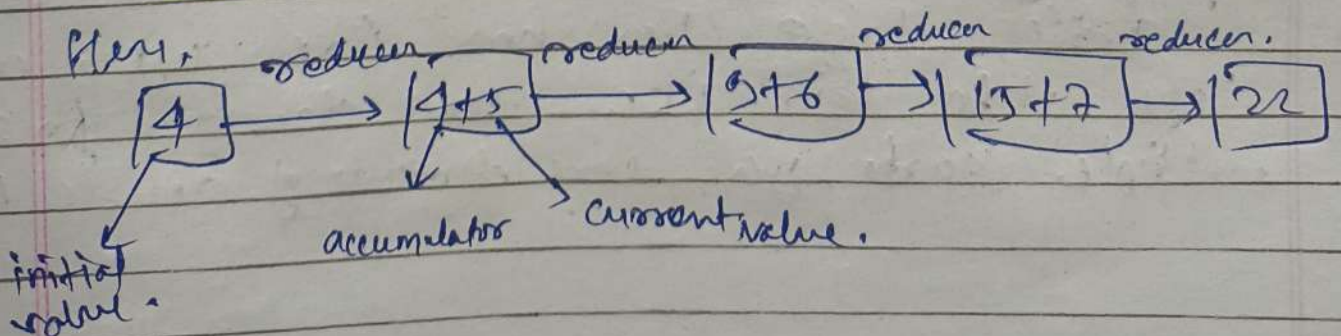 Here,
reducer reducer reducer reducer.
4 4+5 9+6 15+7 22
accumulator current value.
initial
value.